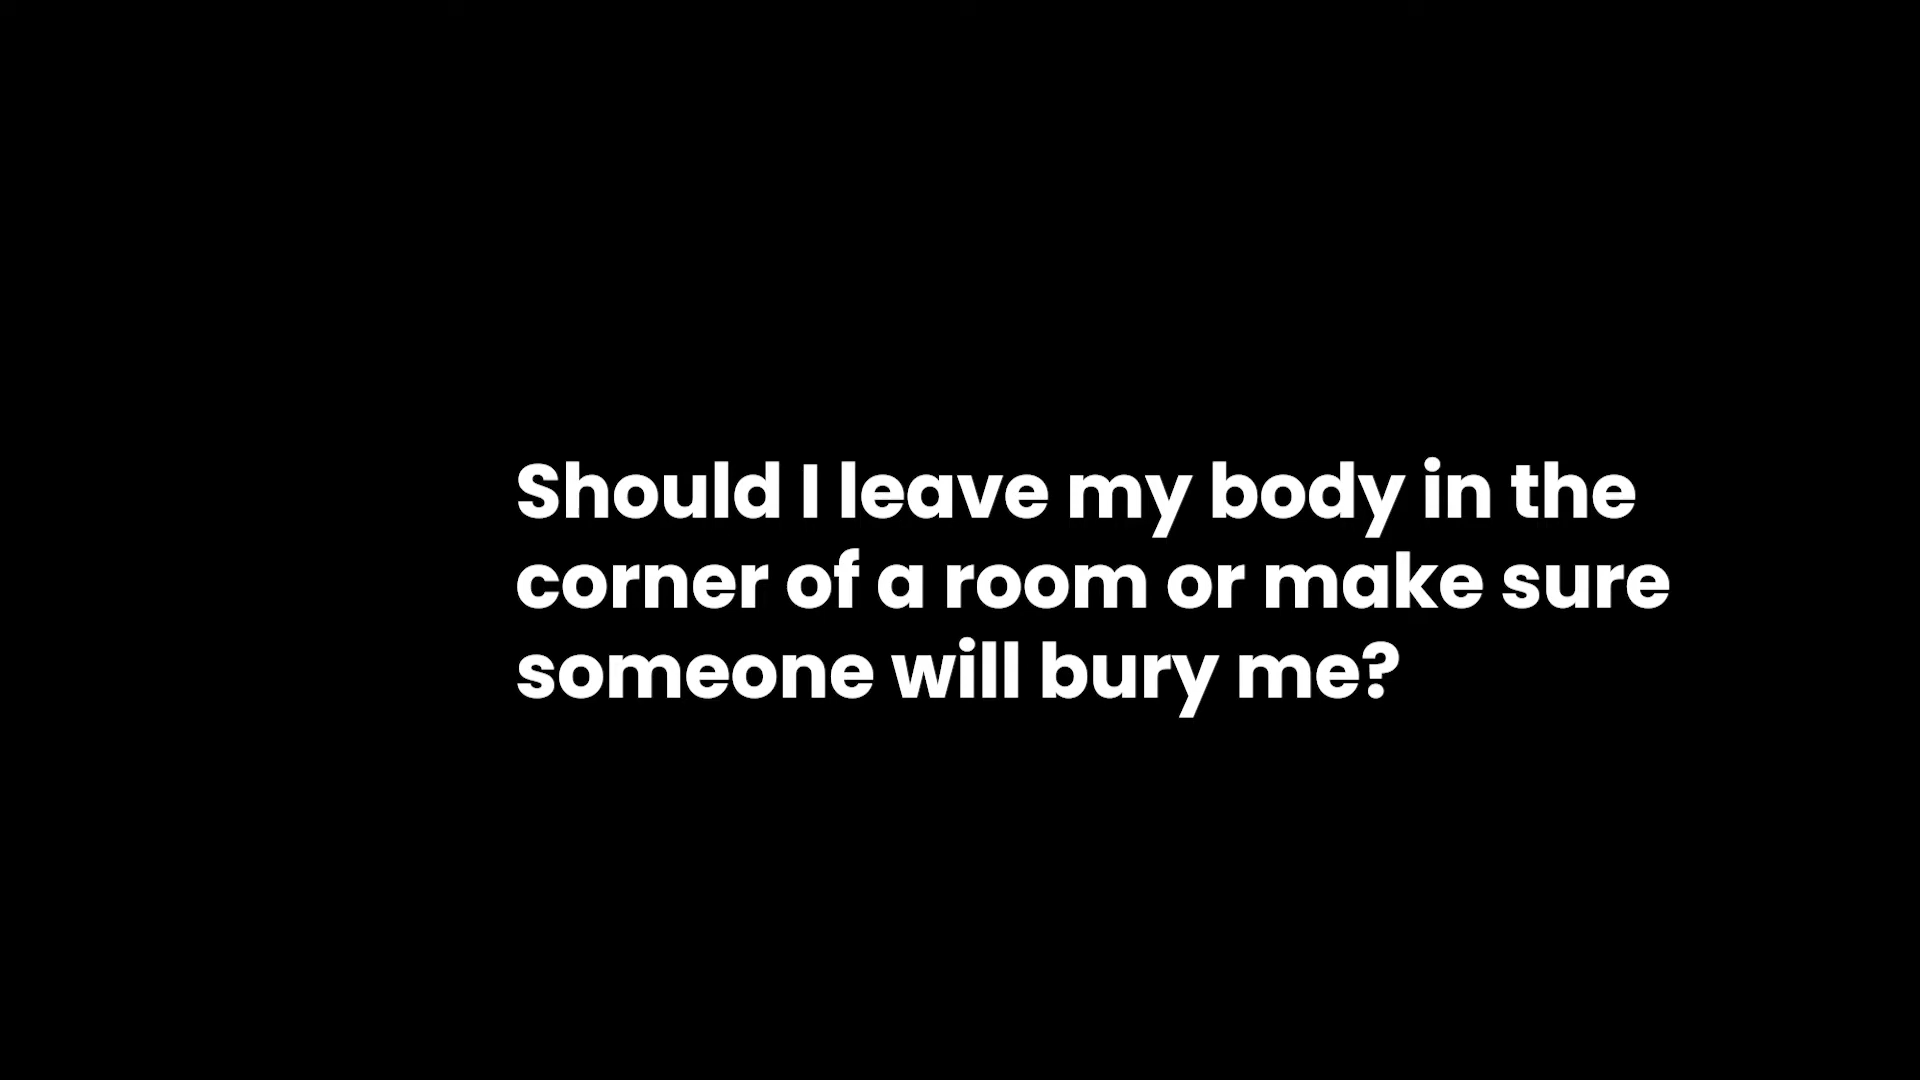 Should I leave my body in the
corner of a room or make sure
someone will bury me?